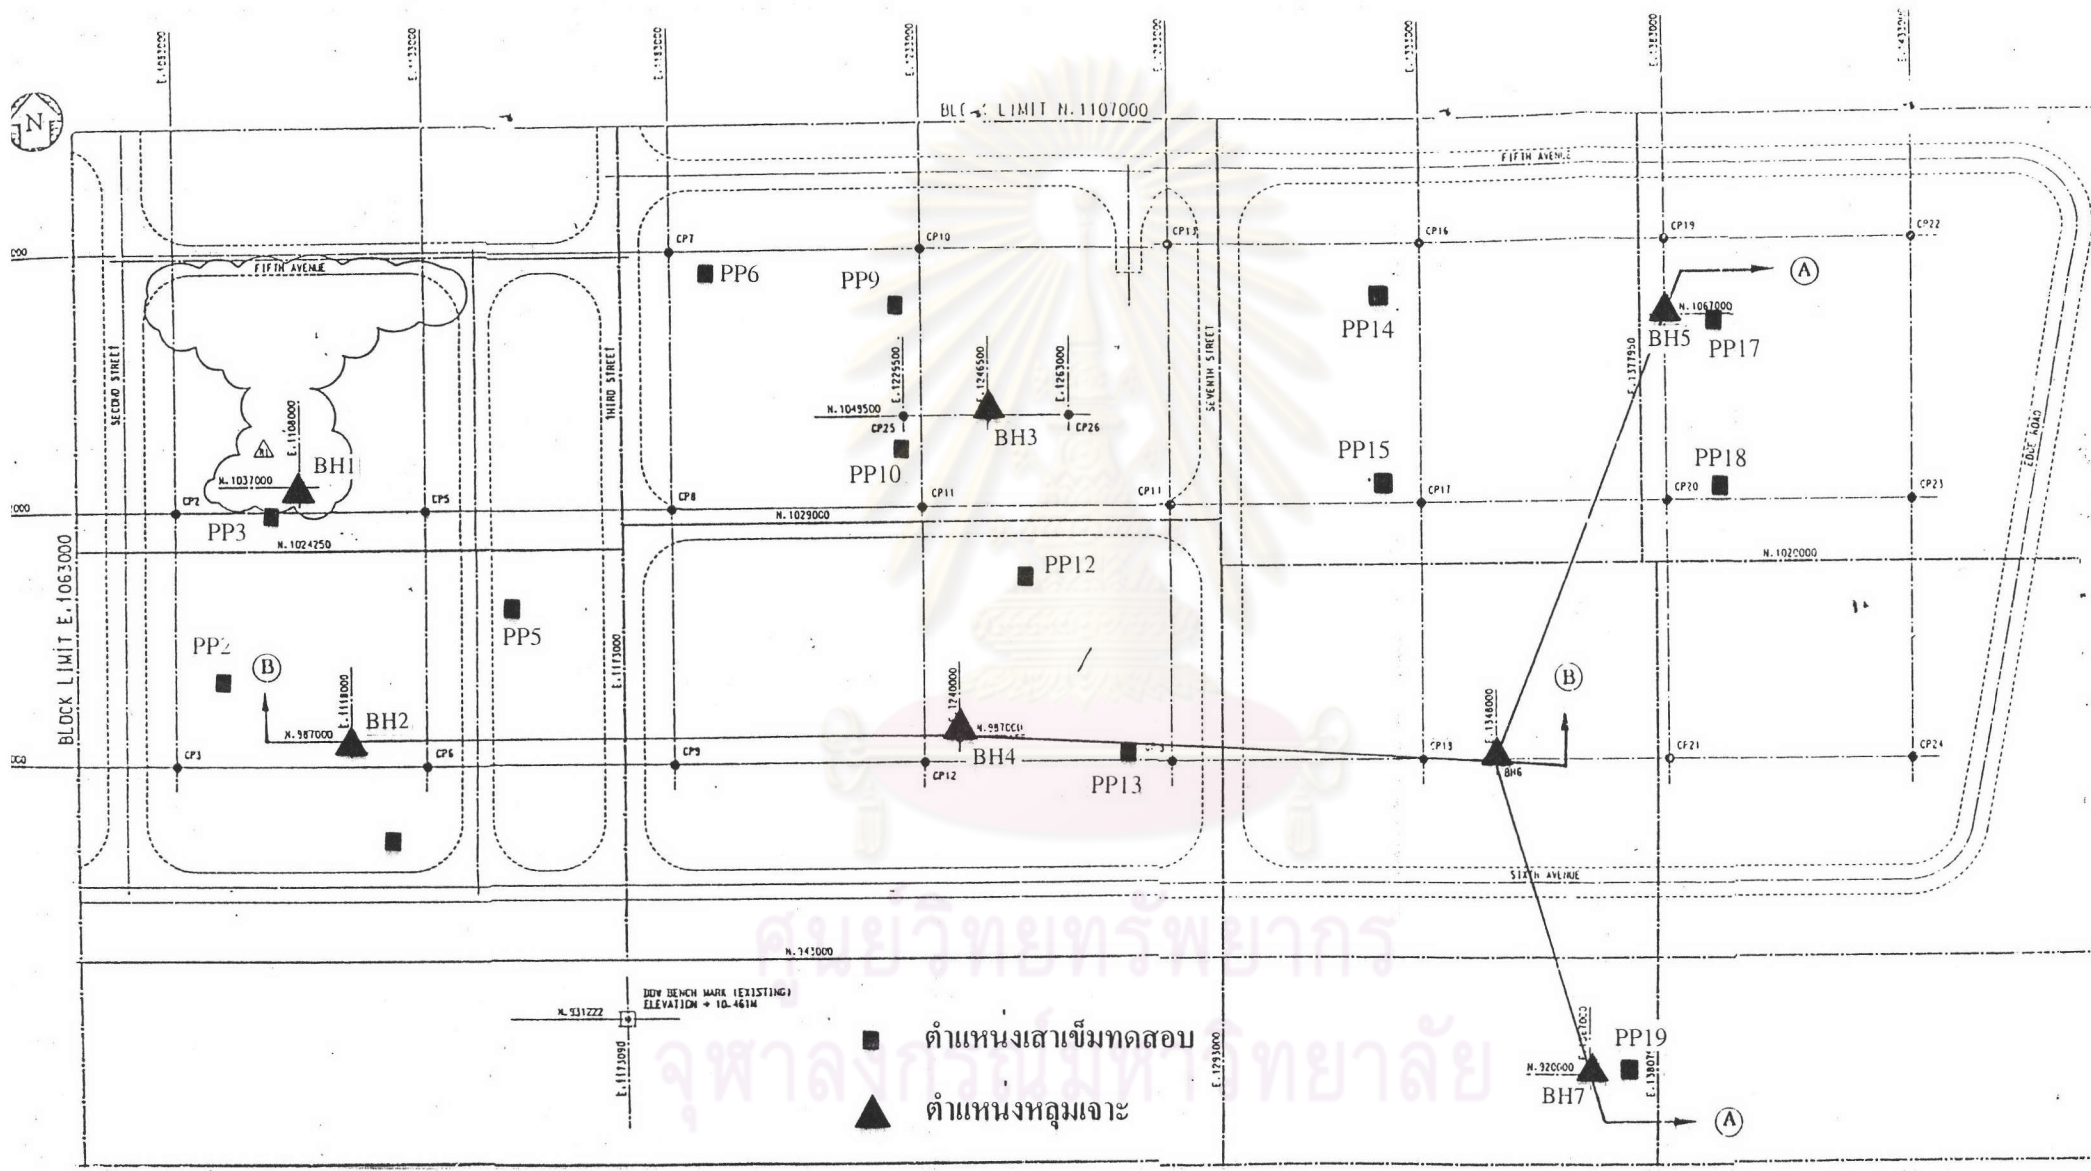 E.1133000
E.1183000
E.1233000
E.1383000
N
BLOCK LIMIT N.1107000
FIFTH AVENUE
CP7
CP10
CP13
CP16
CP19
CP22
FIFTH AVENUE
PP6
PP9
PP14
A
N.1067000
BH5
PP17
SECOND STREET
THIRD STREET
SEVENTH STREET
E.1377950
E.1108000
E.1225500
E.1246500
E.1263000
N.1049500
CP25
CP26
BH3
PP10
PP15
PP18
EDGE ROAD
BH1
N.1037000
CP2
CP5
CP8
CP11
CP11
CP17
CP20
CP23
PP3
N.1024250
N.1029000
N.1020000
BLOCK LIMIT E.1063000
PP12
PP5
PP2
B
E.1118000
BH2
N.987000
E.1173000
E.1240000
N.987000
BH4
PP13
E.1348000
B
BH6
CP3
CP6
CP9
CP12
CP21
CP24
SIXTH AVENUE
N.943000
DDW BENCH MARK (EXISTING)
ELEVATION + 10.461M
N.931222
E.1173090
E.1293000
ตำแหน่งเสาเข็มทดสอบ
ตำแหน่งหลุมเจาะ
N.920000
BH7
PP19
A
ศูนย์วิทยทรัพยากร
จุฬาลงกรณ์มหาวิทยาลัย